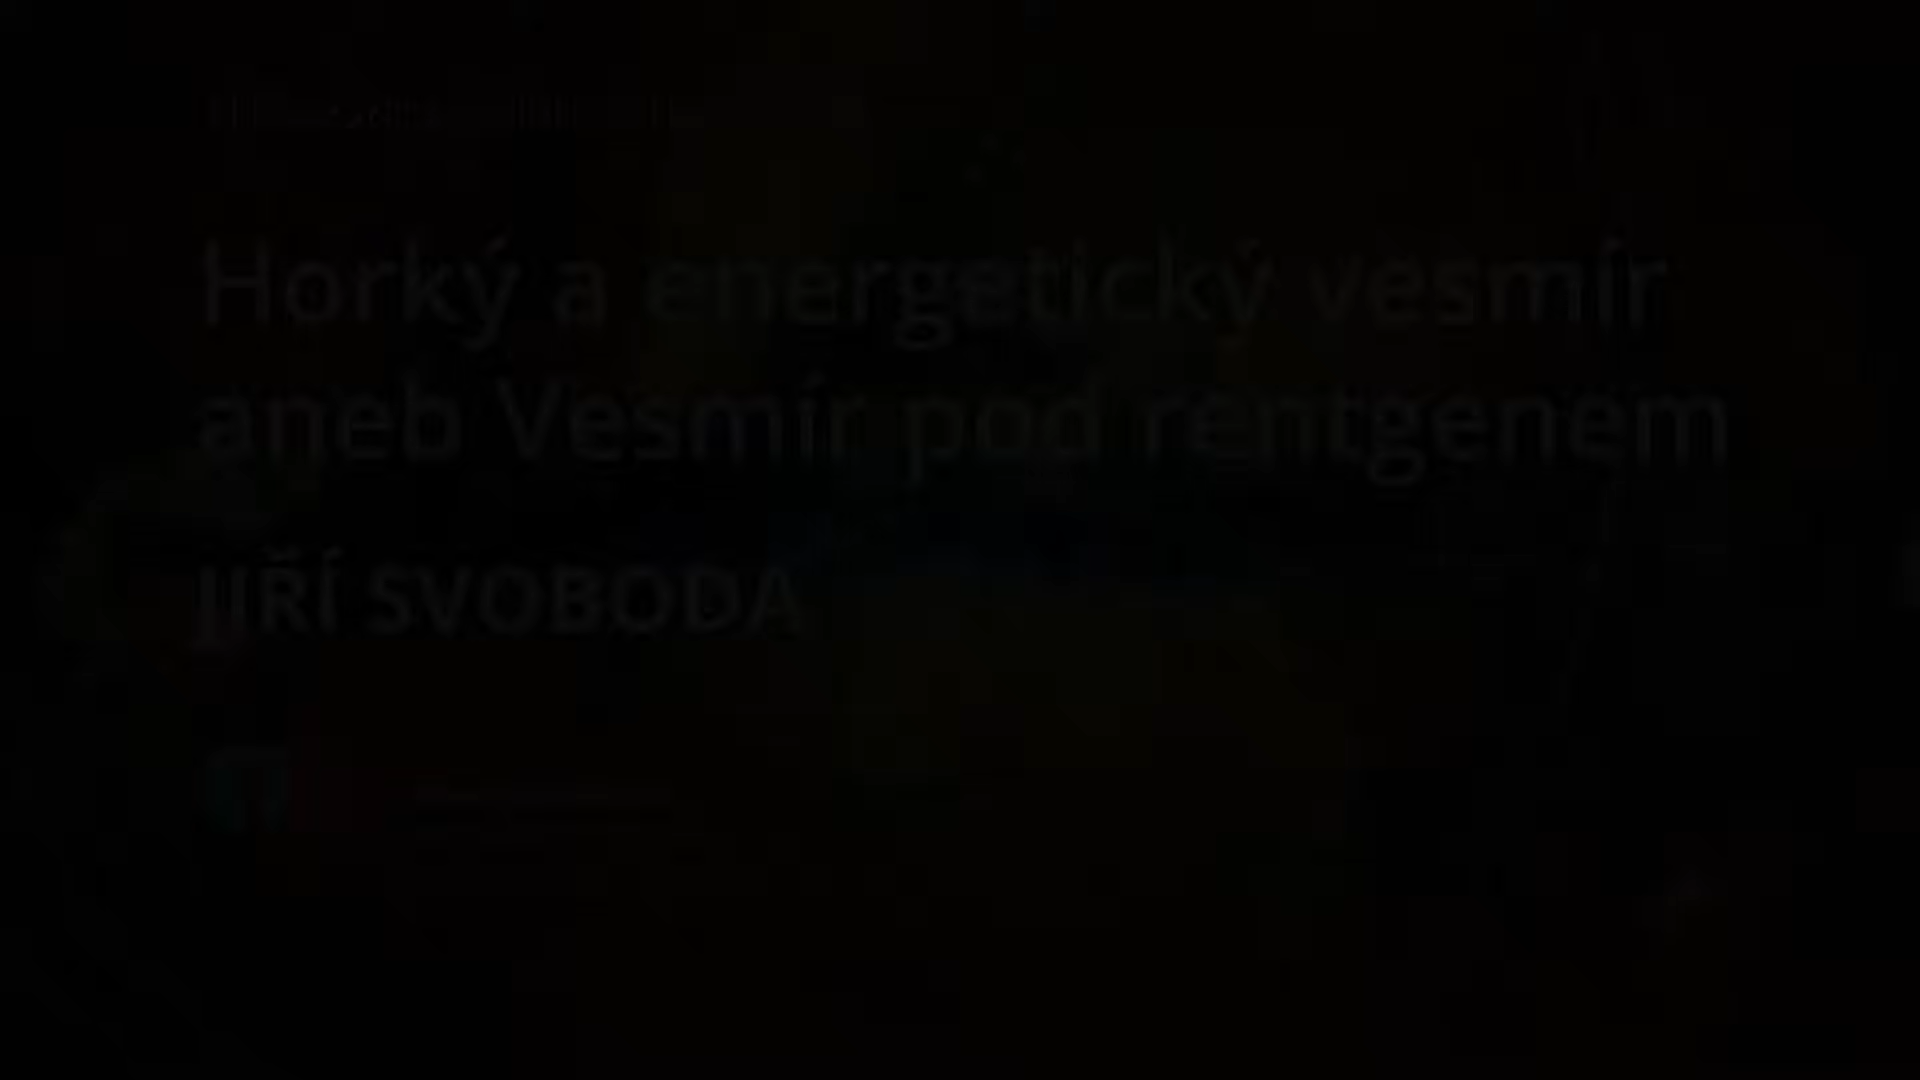 Horký a energetický vesmír
aneb Vesmír pod rentgenem
JIŘÍ SVOBODA